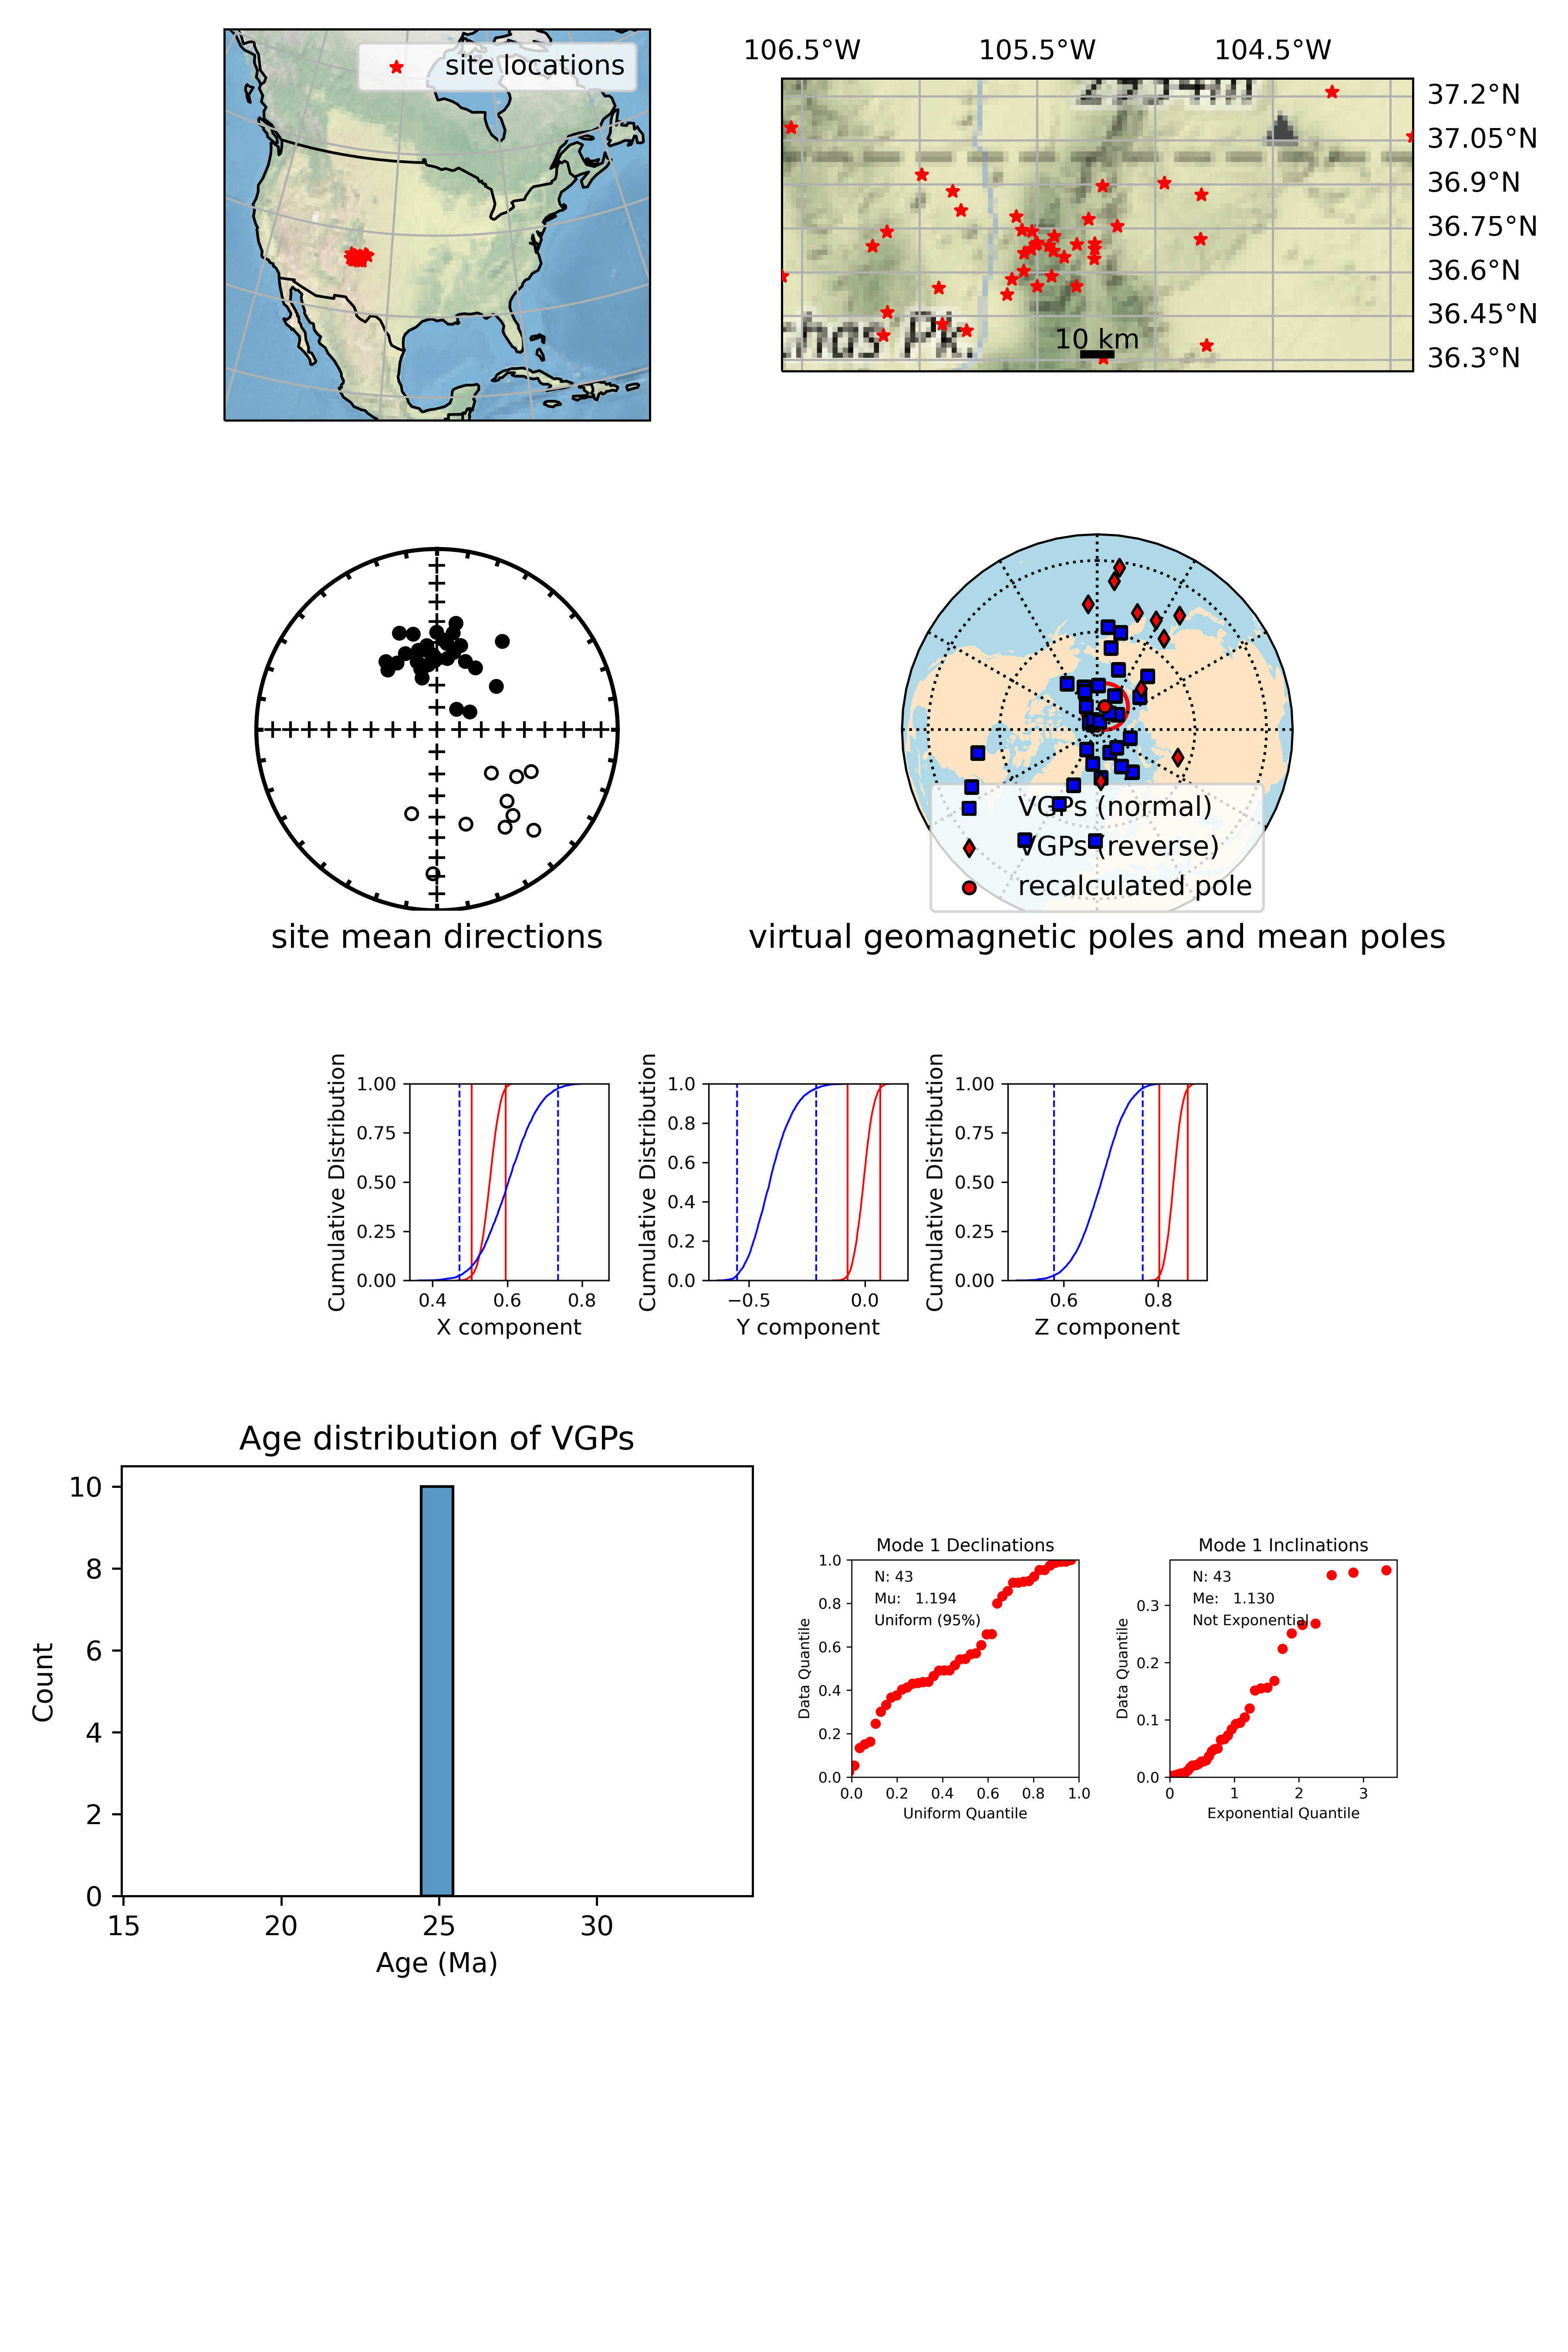 site locations
106.5°W 105.5°W 104.5°W
37.2°N
37.05°N
36.9°N
36.75°N
36.6°N
36.45°N
36.3°N
chas Pk.
10 km
site mean directions
VGPs (normal)
VGPs (reverse)
recalculated pole
virtual geomagnetic poles and mean poles
Cumulative Distribution
1.00
0.75
0.50
0.25
0.00
0.4 0.6 0.8
X component
Cumulative Distribution
1.0
0.8
0.6
0.4
0.2
0.0
−0.5 0.0
Y component
Cumulative Distribution
1.00
0.75
0.50
0.25
0.00
0.6 0.8
Z component
Age distribution of VGPs
Count
10
8
6
4
2
0
15 20 25 30
Age (Ma)
Mode 1 Declinations
N: 43
Mu: 1.194
Uniform (95%)
Data Quantile
1.0
0.8
0.6
0.4
0.2
0.0
0.0 0.2 0.4 0.6 0.8 1.0
Uniform Quantile
Mode 1 Inclinations
N: 43
Me: 1.130
Not Exponential
Data Quantile
0.3
0.2
0.1
0.0
0 1 2 3
Exponential Quantile